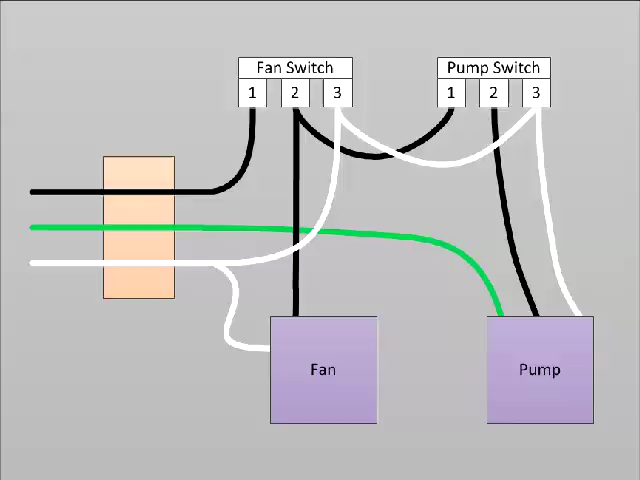 Fan Switch
1 2 3
Pump Switch
1 2 3
Fan
Pump